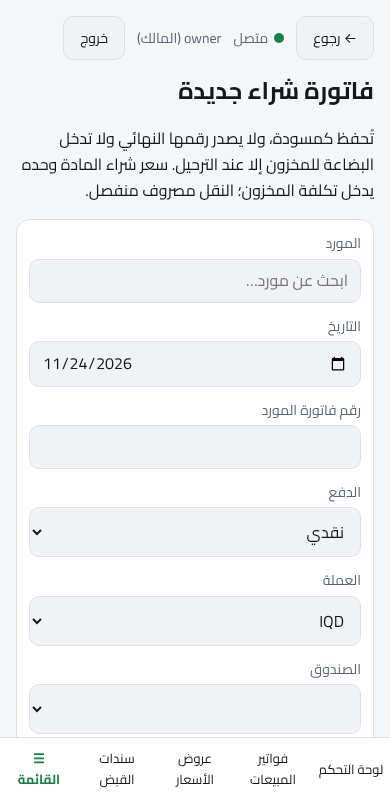 ← رجوع
متصل
owner (المالك)
خروج
فاتورة شراء جديدة
تُحفظ كمسودة، ولا يصدر رقمها النهائي ولا تدخل
البضاعة للمخزون إلا عند الترحيل. سعر شراء المادة وحده
يدخل تكلفة المخزون؛ النقل مصروف منفصل.
المورد
ابحث عن مورد...
التاريخ
11/24/2026
رقم فاتورة المورد
الدفع
نقدي
العملة
IQD
الصندوق
لوحة التحكم
فواتير
المبيعات
عروض
الأسعار
سندات
القبض
☰
القائمة